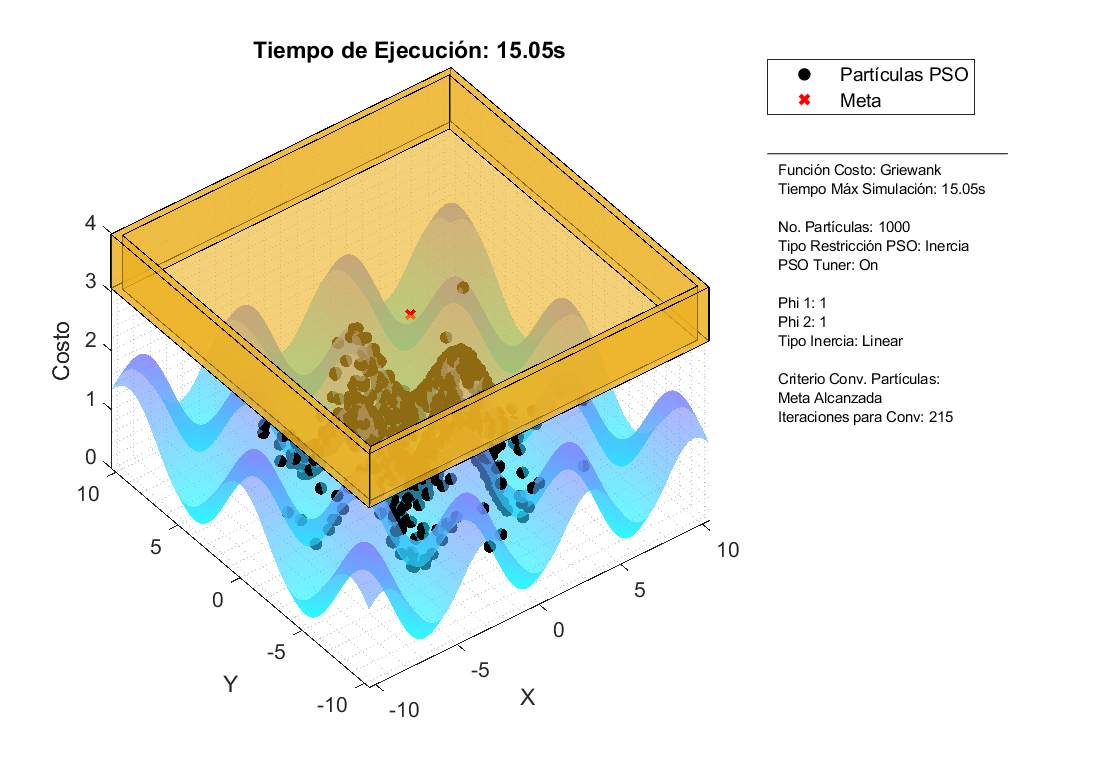 Tiempo de Ejecución: 15.05s
Partículas PSO
Meta
Función Costo: Griewank
Tiempo Máx Simulación: 15.05s
No. Partículas: 1000
Tipo Restricción PSO: Inercia
PSO Tuner: On
Phi 1: 1
Phi 2: 1
Tipo Inercia: Linear
Criterio Conv. Partículas:
Meta Alcanzada
Iteraciones para Conv: 215
Costo
4
3
2
1
0
10
5
0
-5
-10
Y
-10
-5
0
5
10
X